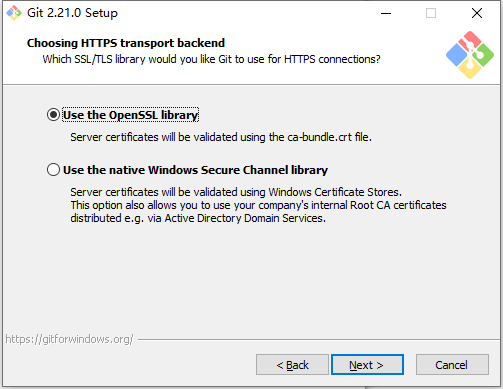 Git 2.21.0 Setup
Choosing HTTPS transport backend
Which SSL/TLS library would you like Git to use for HTTPS connections?
Use the OpenSSL library
Server certificates will be validated using the ca-bundle.crt file.
Use the native Windows Secure Channel library
Server certificates will be validated using Windows Certificate Stores.
This option also allows you to use your company's internal Root CA certificates
distributed e.g. via Active Directory Domain Services.
https://gitforwindows.org/
< Back
Next >
Cancel